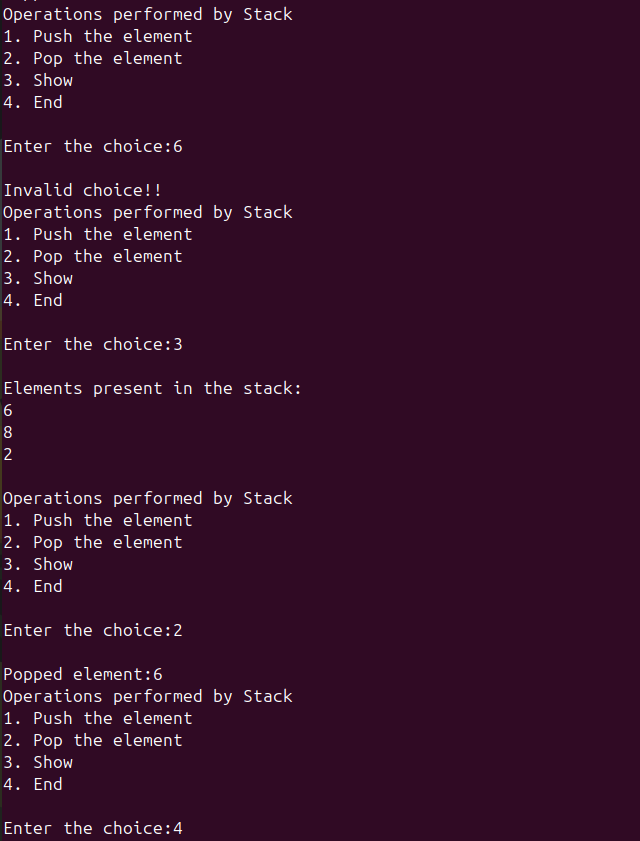 Operations performed by Stack
1. Push the element
2. Pop the element
3. Show
4. End
Enter the choice:6
Invalid choice!!
Operations performed by Stack
1. Push the element
2. Pop the element
3. Show
4. End
Enter the choice:3
Elements present in the stack:
6
8
2
Operations performed by Stack
1. Push the element
2. Pop the element
3. Show
4. End
Enter the choice:2
Popped element:6
Operations performed by Stack
1. Push the element
2. Pop the element
3. Show
4. End
Enter the choice:4